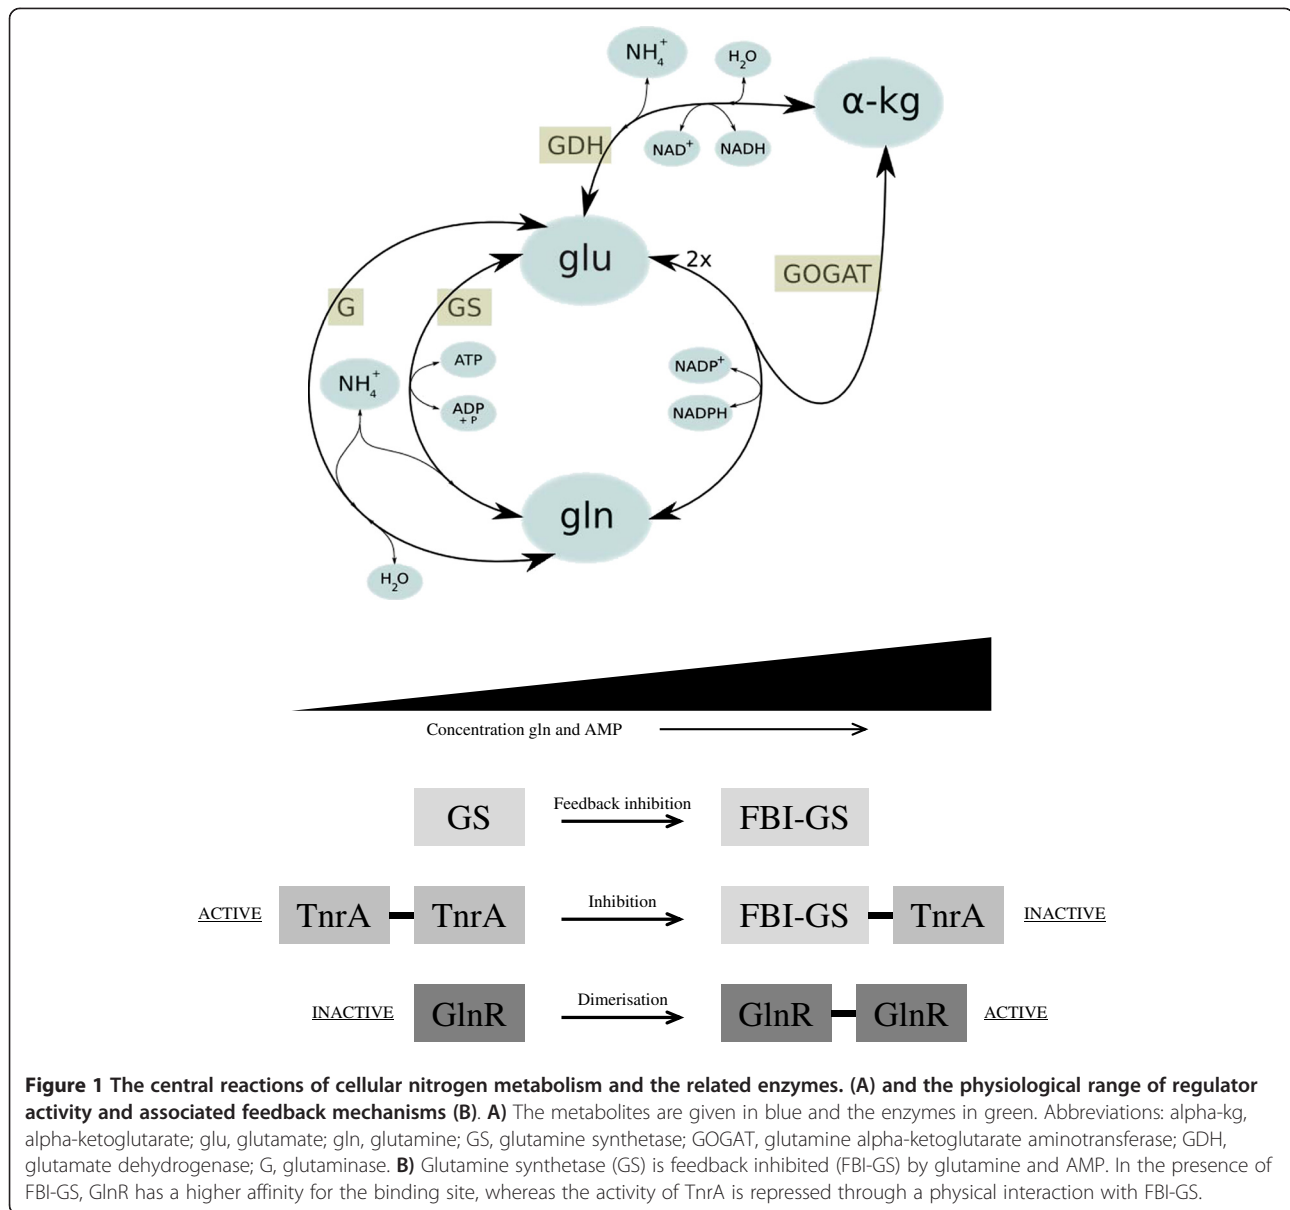 NH4+
H2O
α-kg
GDH
NAD+
NADH
glu
2x
GOGAT
G
GS
ATP
NH4+
ADP
+ P
NADP+
NADPH
gln
H2O
Concentration gln and AMP
GS
Feedback inhibition
FBI-GS
ACTIVE
TnrA
TnrA
Inhibition
FBI-GS
TnrA
INACTIVE
INACTIVE
GlnR
Dimerisation
GlnR
GlnR
ACTIVE
Figure 1 The central reactions of cellular nitrogen metabolism and the related enzymes. (A) and the physiological range of regulator
activity and associated feedback mechanisms (B). A) The metabolites are given in blue and the enzymes in green. Abbreviations: alpha-kg,
alpha-ketoglutarate; glu, glutamate; gln, glutamine; GS, glutamine synthetase; GOGAT, glutamine alpha-ketoglutarate aminotransferase; GDH,
glutamate dehydrogenase; G, glutaminase. B) Glutamine synthetase (GS) is feedback inhibited (FBI-GS) by glutamine and AMP. In the presence of
FBI-GS, GlnR has a higher affinity for the binding site, whereas the activity of TnrA is repressed through a physical interaction with FBI-GS.